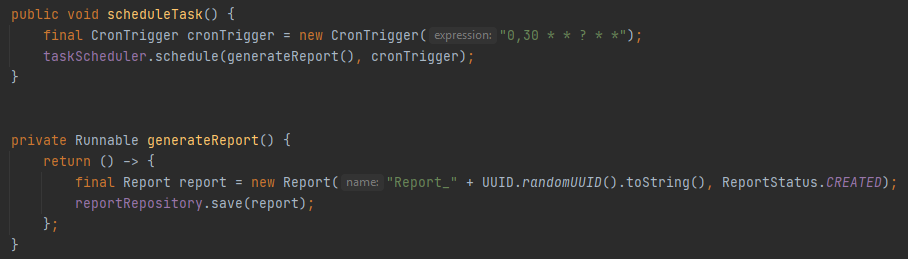 public void scheduleTask() {
final CronTrigger cronTrigger = new CronTrigger( expression: "0,30 * * ? * *");
taskScheduler.schedule(generateReport(), cronTrigger);
}
private Runnable generateReport() {
return () -> {
final Report report = new Report( name: "Report_" + UUID.randomUUID().toString(), ReportStatus.CREATED);
reportRepository.save(report);
};
}